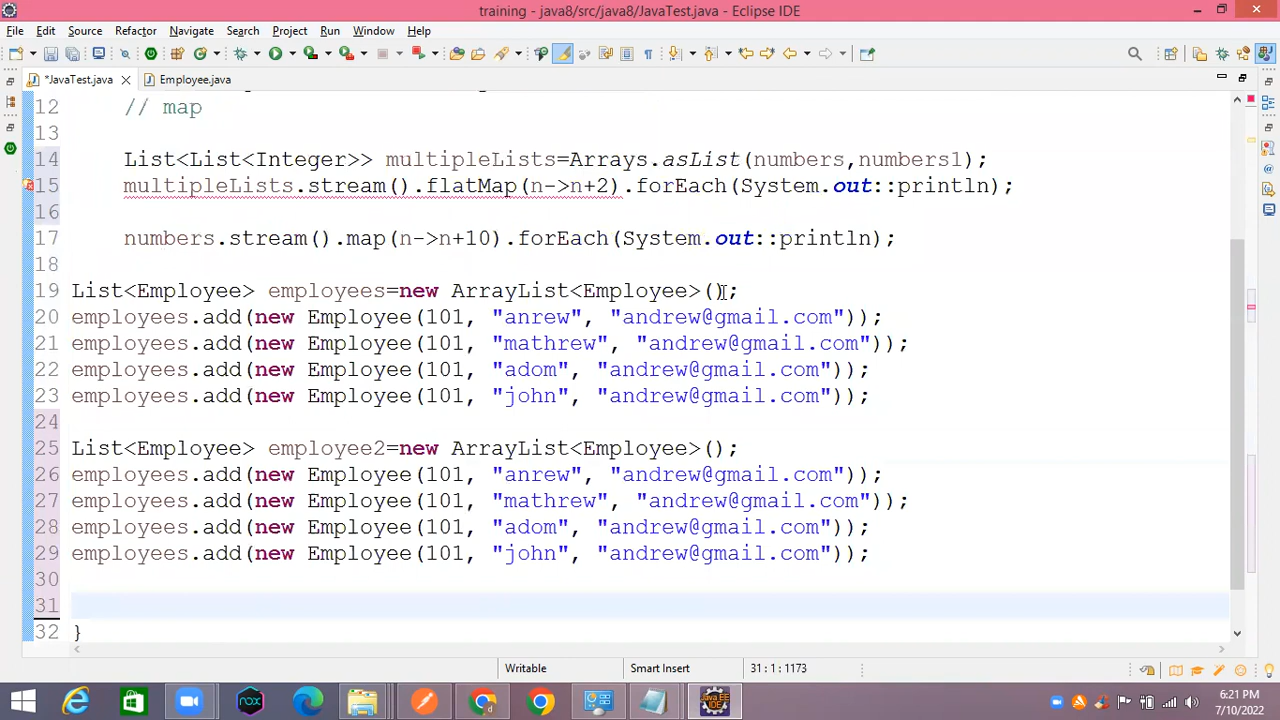 training - java8/src/java8/JavaTest.java - Eclipse IDE
File Edit Source Refactor Navigate Search Project Run Window Help
*JavaTest.java Employee.java
12 // map
13
14 List<List<Integer>> multipleLists=Arrays.asList(numbers,numbers1);
15 multipleLists.stream().flatMap(n->n+2).forEach(System.out::println);
16
17 numbers.stream().map(n->n+10).forEach(System.out::println);
18
19 List<Employee> employees=new ArrayList<Employee>();
20 employees.add(new Employee(101, "anrew", "andrew@gmail.com"));
21 employees.add(new Employee(101, "mathrew", "andrew@gmail.com"));
22 employees.add(new Employee(101, "adom", "andrew@gmail.com"));
23 employees.add(new Employee(101, "john", "andrew@gmail.com"));
24
25 List<Employee> employee2=new ArrayList<Employee>();
26 employees.add(new Employee(101, "anrew", "andrew@gmail.com"));
27 employees.add(new Employee(101, "mathrew", "andrew@gmail.com"));
28 employees.add(new Employee(101, "adom", "andrew@gmail.com"));
29 employees.add(new Employee(101, "john", "andrew@gmail.com"));
30
31
32 }
Writable Smart Insert 31 : 1 : 1173
nox
Java EE
IDE
6:21 PM
7/10/2022